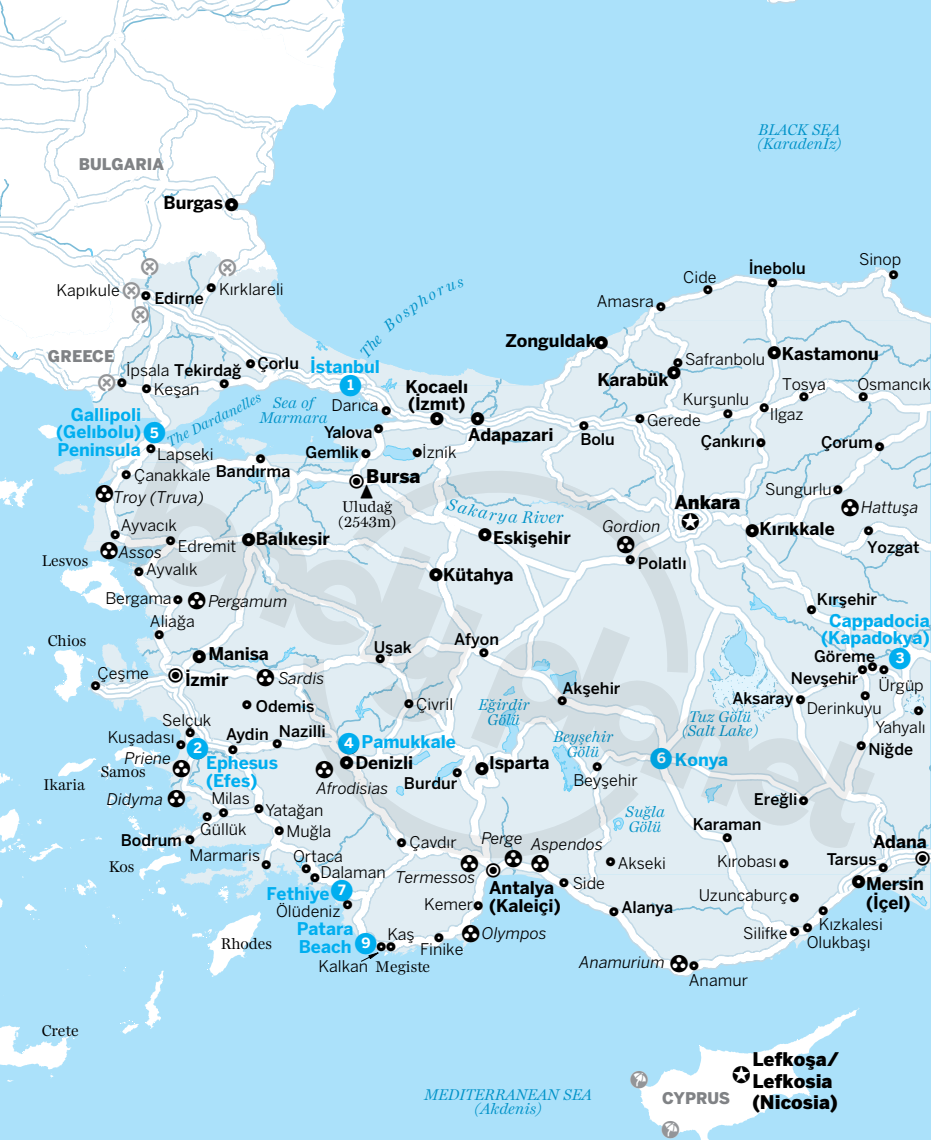 BLACK SEA
(Karadenİz)
BULGARIA
Burgas
Sinop
İnebolu
Cide
Kapıkule
Edirne
Kırklareli
Amasra
The Bosphorus
Zonguldak
GREECE
İpsala
Tekirdağ
Çorlu
Keşan
İstanbul
1
Safranbolu
Kastamonu
Karabük
Tosya
Osmancık
Kurşunlu
Ilgaz
Gerede
Kocaelı
(İzmıt)
Darıca
Sea of
Marmara
The Dardanelles
Gallipoli
(Gelıbolu)
Peninsula
5
Lapseki
Yalova
Adapazari
Bolu
Çankırı
Çorum
Gemlik
İznik
Bandırma
Çanakkale
Troy (Truva)
Bursa
Uludağ
(2543m)
Sakarya River
Ankara
Sungurlu
Hattuşa
Gordion
Kırıkkale
Yozgat
Ayvacık
Assos
Edremit
Balıkesir
Eskişehir
Polatlı
Lesvos
Ayvalık
Kütahya
Bergama
Pergamum
Kırşehir
Aliağa
Cappadocia
(Kapadokya)
3
Chios
Manisa
Uşak
Afyon
Göreme
Nevşehir
Ürgüp
Çeşme
İzmir
Sardis
Akşehir
Aksaray
Derinkuyu
Odemis
Çivril
Eğirdir
Gölü
Tuz Gölü
(Salt Lake)
Yahyalı
Selçuk
Kuşadası
2
Ephesus
(Efes)
Aydin
Nazilli
4
Pamukkale
Beyşehir
Gölü
6
Konya
Niğde
Priene
Samos
Ikaria
Denizli
Isparta
Beyşehir
Burdur
Afrodisias
Didyma
Milas
Yatağan
Ereğli
Suğla
Gölü
Güllük
Muğla
Karaman
Bodrum
Çavdır
Perge
Aspendos
Adana
Kos
Marmaris
Ortaca
Dalaman
Termessos
Akseki
Kırobası
Tarsus
Fethiye
7
Antalya
(Kaleiçi)
Side
Mersin
(İçel)
Ölüdeniz
Kemer
Alanya
Uzuncaburç
Patara
Beach
9
Kaş
Finike
Olympos
Kızkalesi
Silifke
Olukbaşı
Rhodes
Kalkan
Megiste
Anamurium
Anamur
Crete
Lefkoşa/
Lefkosia
(Nicosia)
MEDITERRANEAN SEA
(Akdenis)
CYPRUS